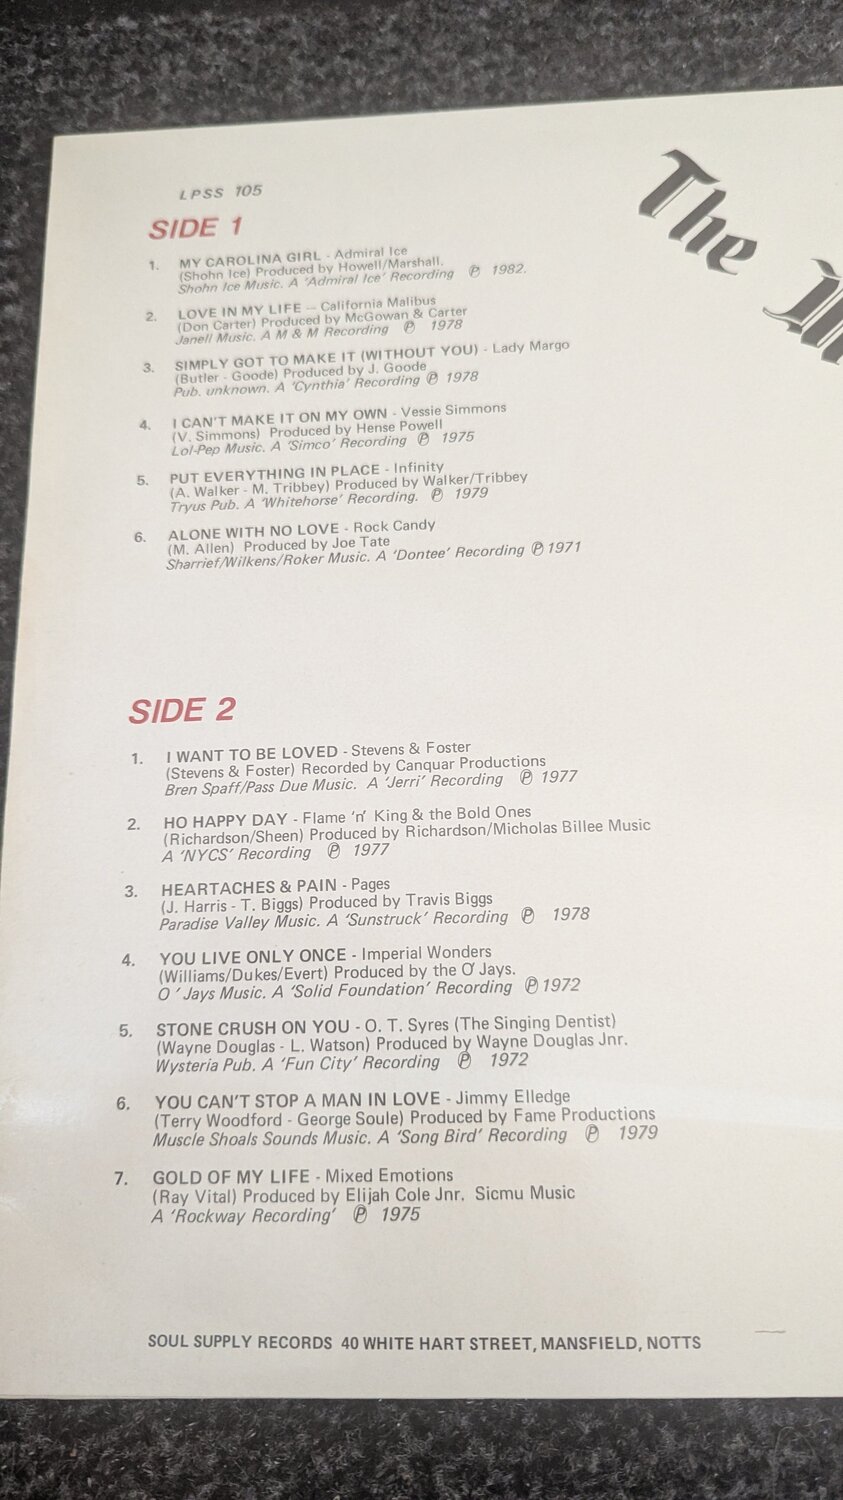 LPSS 105
The
SIDE 1
1. MY CAROLINA GIRL - Admiral Ice
(Shohn Ice) Produced by Howell/Marshall.
Shohn Ice Music. A 'Admiral Ice' Recording ℗ 1982.
2. LOVE IN MY LIFE — California Malibus
(Don Carter) Produced by McGowan & Carter
Janell Music. A M & M Recording ℗ 1978
3. SIMPLY GOT TO MAKE IT (WITHOUT YOU) - Lady Margo
(Butler - Goode) Produced by J. Goode
Pub. unknown. A 'Cynthia' Recording ℗ 1978
4. I CAN'T MAKE IT ON MY OWN - Vessie Simmons
(V. Simmons) Produced by Hense Powell
Lol-Pep Music. A 'Simco' Recording ℗ 1975
5. PUT EVERYTHING IN PLACE - Infinity
(A. Walker - M. Tribbey) Produced by Walker/Tribbey
Tryus Pub. A 'Whitehorse' Recording. ℗ 1979
6. ALONE WITH NO LOVE - Rock Candy
(M. Allen) Produced by Joe Tate
Sharrief/Wilkens/Roker Music. A 'Dontee' Recording ℗ 1971
SIDE 2
1. I WANT TO BE LOVED - Stevens & Foster
(Stevens & Foster) Recorded by Canquar Productions
Bren Spaff/Pass Due Music. A 'Jerri' Recording ℗ 1977
2. HO HAPPY DAY - Flame 'n' King & the Bold Ones
(Richardson/Sheen) Produced by Richardson/Micholas Billee Music
A 'NYCS' Recording ℗ 1977
3. HEARTACHES & PAIN - Pages
(J. Harris - T. Biggs) Produced by Travis Biggs
Paradise Valley Music. A 'Sunstruck' Recording ℗ 1978
4. YOU LIVE ONLY ONCE - Imperial Wonders
(Williams/Dukes/Evert) Produced by the O'Jays.
O'Jays Music. A 'Solid Foundation' Recording ℗ 1972
5. STONE CRUSH ON YOU - O. T. Syres (The Singing Dentist)
(Wayne Douglas - L. Watson) Produced by Wayne Douglas Jnr.
Wysteria Pub. A 'Fun City' Recording ℗ 1972
6. YOU CAN'T STOP A MAN IN LOVE - Jimmy Elledge
(Terry Woodford - George Soule) Produced by Fame Productions
Muscle Shoals Sounds Music. A 'Song Bird' Recording ℗ 1979
7. GOLD OF MY LIFE - Mixed Emotions
(Ray Vital) Produced by Elijah Cole Jnr. Sicmu Music
A 'Rockway Recording' ℗ 1975
SOUL SUPPLY RECORDS 40 WHITE HART STREET, MANSFIELD, NOTTS